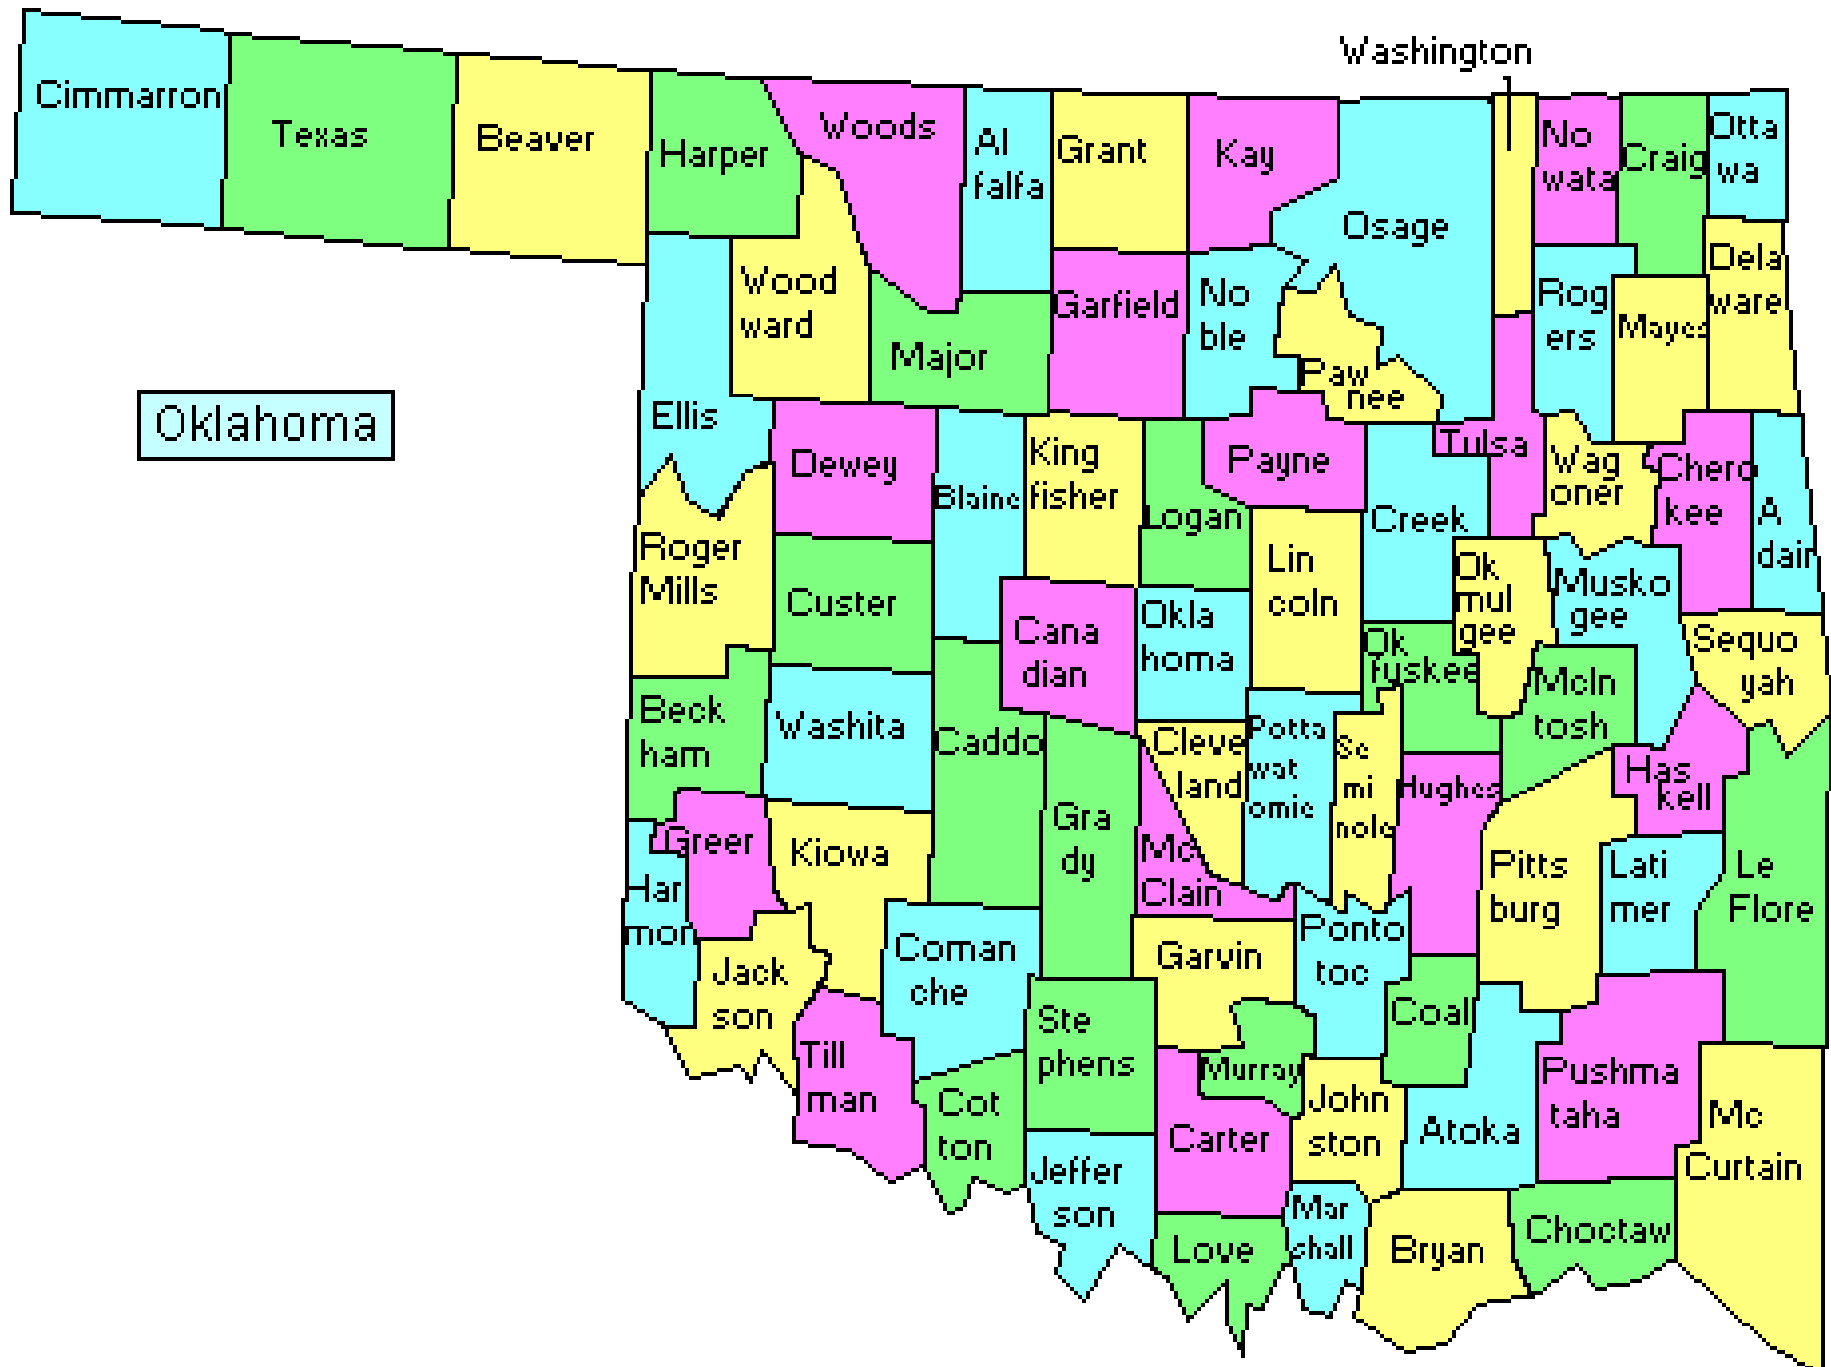 Washington
Cimmarron
Texas
Beaver
Harper
Woods
Al
falfa
Grant
Kay
Osage
No
wata
Craig
Otta
wa
Wood
ward
Major
Garfield
No
ble
Paw
nee
Rog
ers
Mayes
Dela
ware
Oklahoma
Ellis
Dewey
Blaine
King
fisher
Logan
Payne
Creek
Tulsa
Wag
oner
Chero
kee
A
dair
Roger
Mills
Custer
Cana
dian
Okla
homa
Lin
coln
Ok
fuskee
Ok
mul
gee
Musko
gee
Sequo
yah
Beck
ham
Washita
Caddo
Gra
dy
Cleve
land
Potta
wat
omie
Se
mi
nole
Hughes
McIn
tosh
Has
kell
Greer
Har
mon
Kiowa
Mc
Clain
Pitts
burg
Lati
mer
Le
Flore
Jack
son
Coman
che
Garvin
Ponto
toc
Coal
Till
man
Cot
ton
Ste
phens
Murray
John
ston
Atoka
Pushma
taha
Mc
Curtain
Jeffer
son
Carter
Love
Mar
shall
Bryan
Choctaw